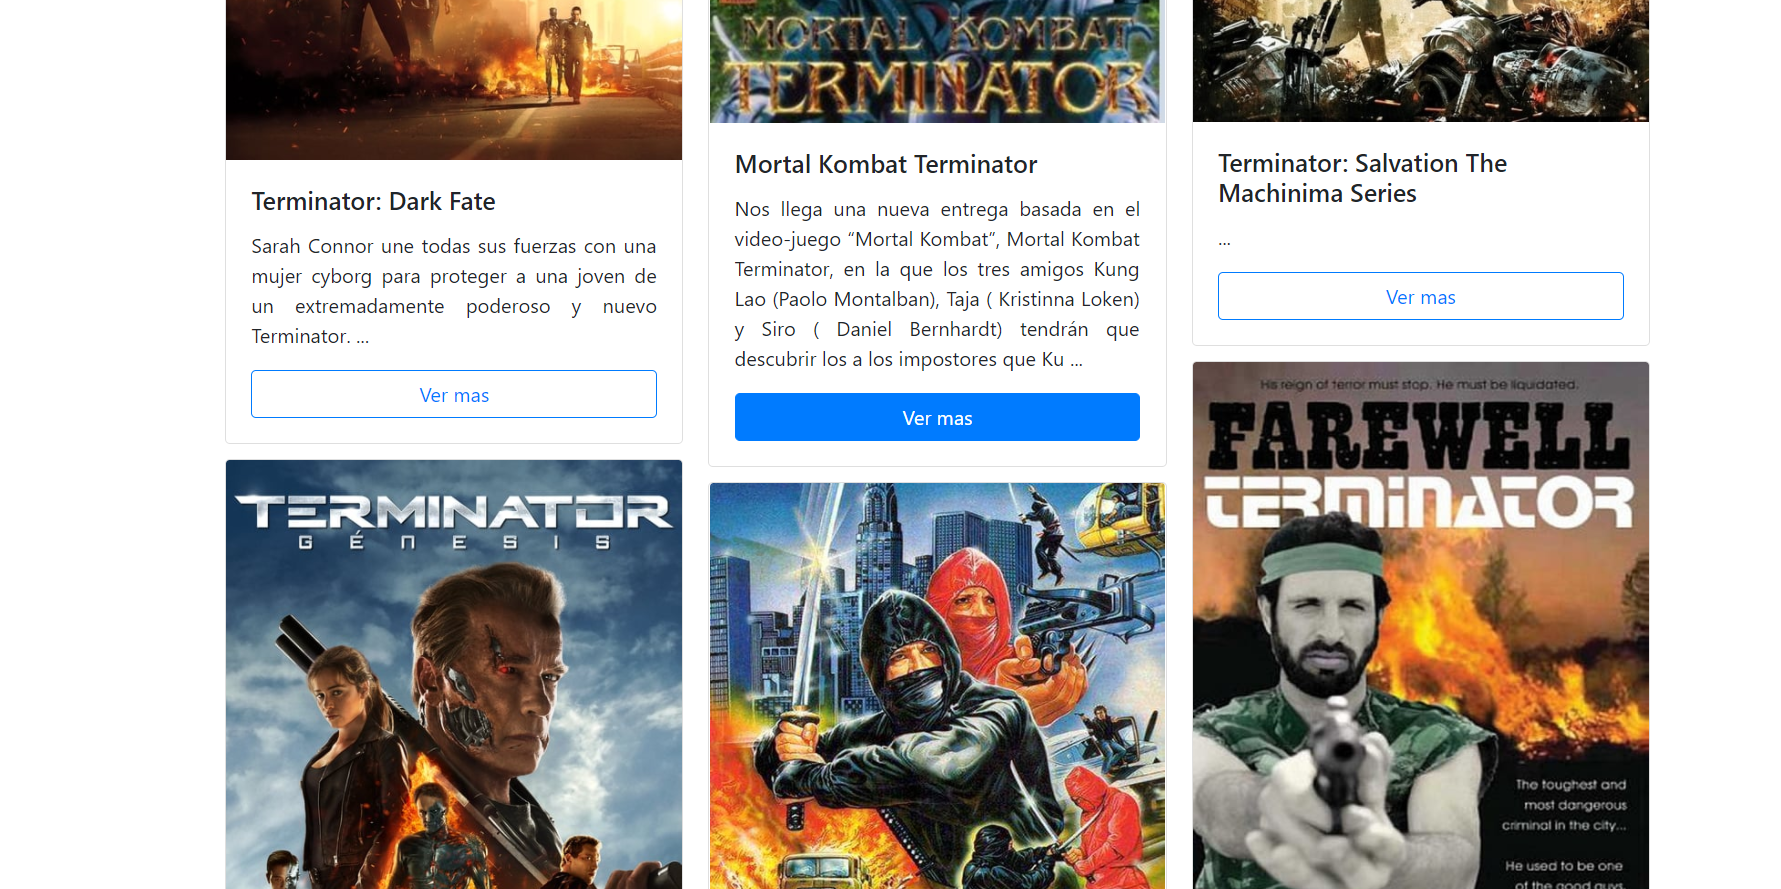 Terminator: Dark Fate
Sarah Connor une todas sus fuerzas con una
mujer cyborg para proteger a una joven de
un extremadamente poderoso y nuevo
Terminator. ...
Ver mas
TERMINATOR
GÉNESIS
MORTAL KOMBAT
TERMINATOR
Mortal Kombat Terminator
Nos llega una nueva entrega basada en el
video-juego “Mortal Kombat”, Mortal Kombat
Terminator, en la que los tres amigos Kung
Lao (Paolo Montalban), Taja ( Kristinna Loken)
y Siro ( Daniel Bernhardt) tendrán que
descubrir los a los impostores que Ku ...
Ver mas
Terminator: Salvation The
Machinima Series
...
Ver mas
His reign of terror must stop. He must be liquidated.
FAREWELL
TERMINATOR
The toughest and
most dangerous
criminal in the city...
He used to be one
of the good guys